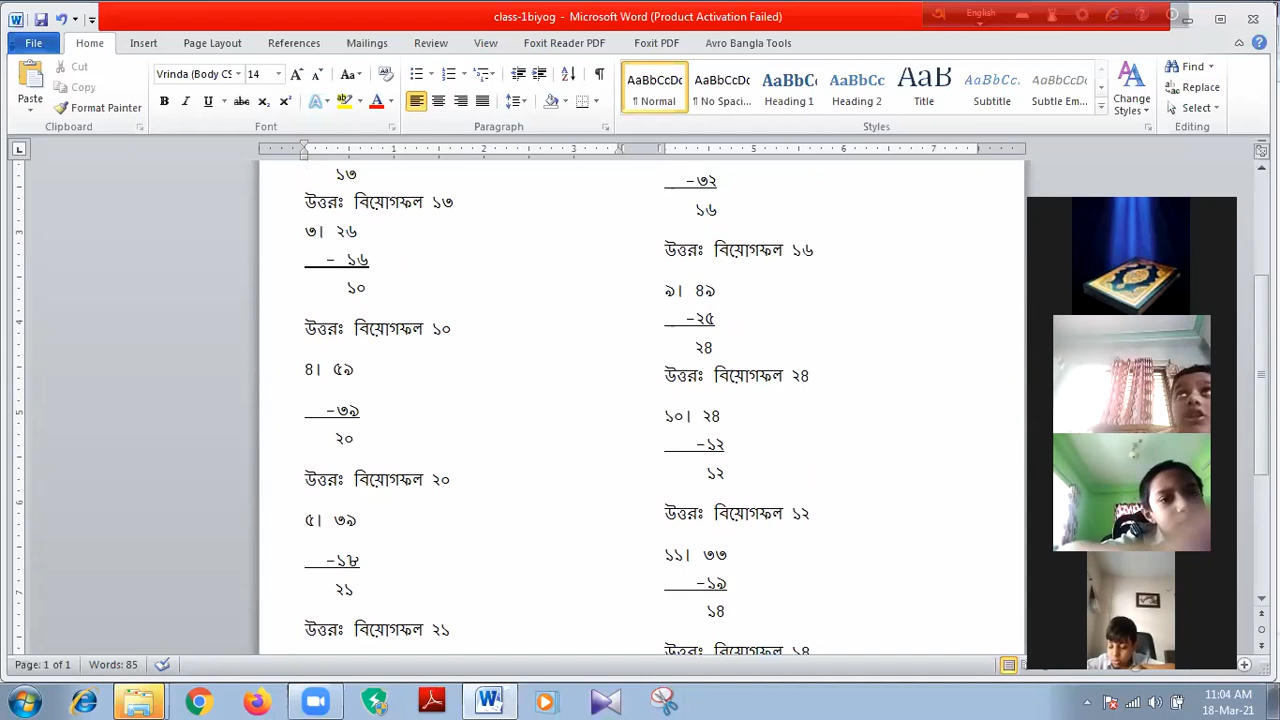 class-1biyog - Microsoft Word (Product Activation Failed)
English
File Home Insert Page Layout References Mailings Review View Foxit Reader PDF Foxit PDF Avro Bangla Tools
Paste
Cut
Copy
Format Painter
Vrinda (Body CS 14
AaBbCcDc AaBbCcDc AaBbC AaBbCc AaB AaBbCc. AaBbCcDc
¶ Normal ¶ No Spaci... Heading 1 Heading 2 Title Subtitle Subtle Em...
Change Styles
Find
Replace
Select
Clipboard Font Paragraph Styles Editing
১৩
উত্তরঃ বিয়োগফল ১৩
৩। ২৬
- ১৬
১০
উত্তরঃ বিয়োগফল ১০
৪। ৫৯
-৩৯
২০
উত্তরঃ বিয়োগফল ২০
৫। ৩৯
-১৮
২১
উত্তরঃ বিয়োগফল ২১
-৩২
১৬
উত্তরঃ বিয়োগফল ১৬
৯। ৪৯
-২৫
২৪
উত্তরঃ বিয়োগফল ২৪
১০। ২৪
-১২
১২
উত্তরঃ বিয়োগফল ১২
১১। ৩৩
-১৯
১৪
উত্তরঃ বিয়োগফল ১৪
Page: 1 of 1 Words: 85
11:04 AM
18-Mar-21